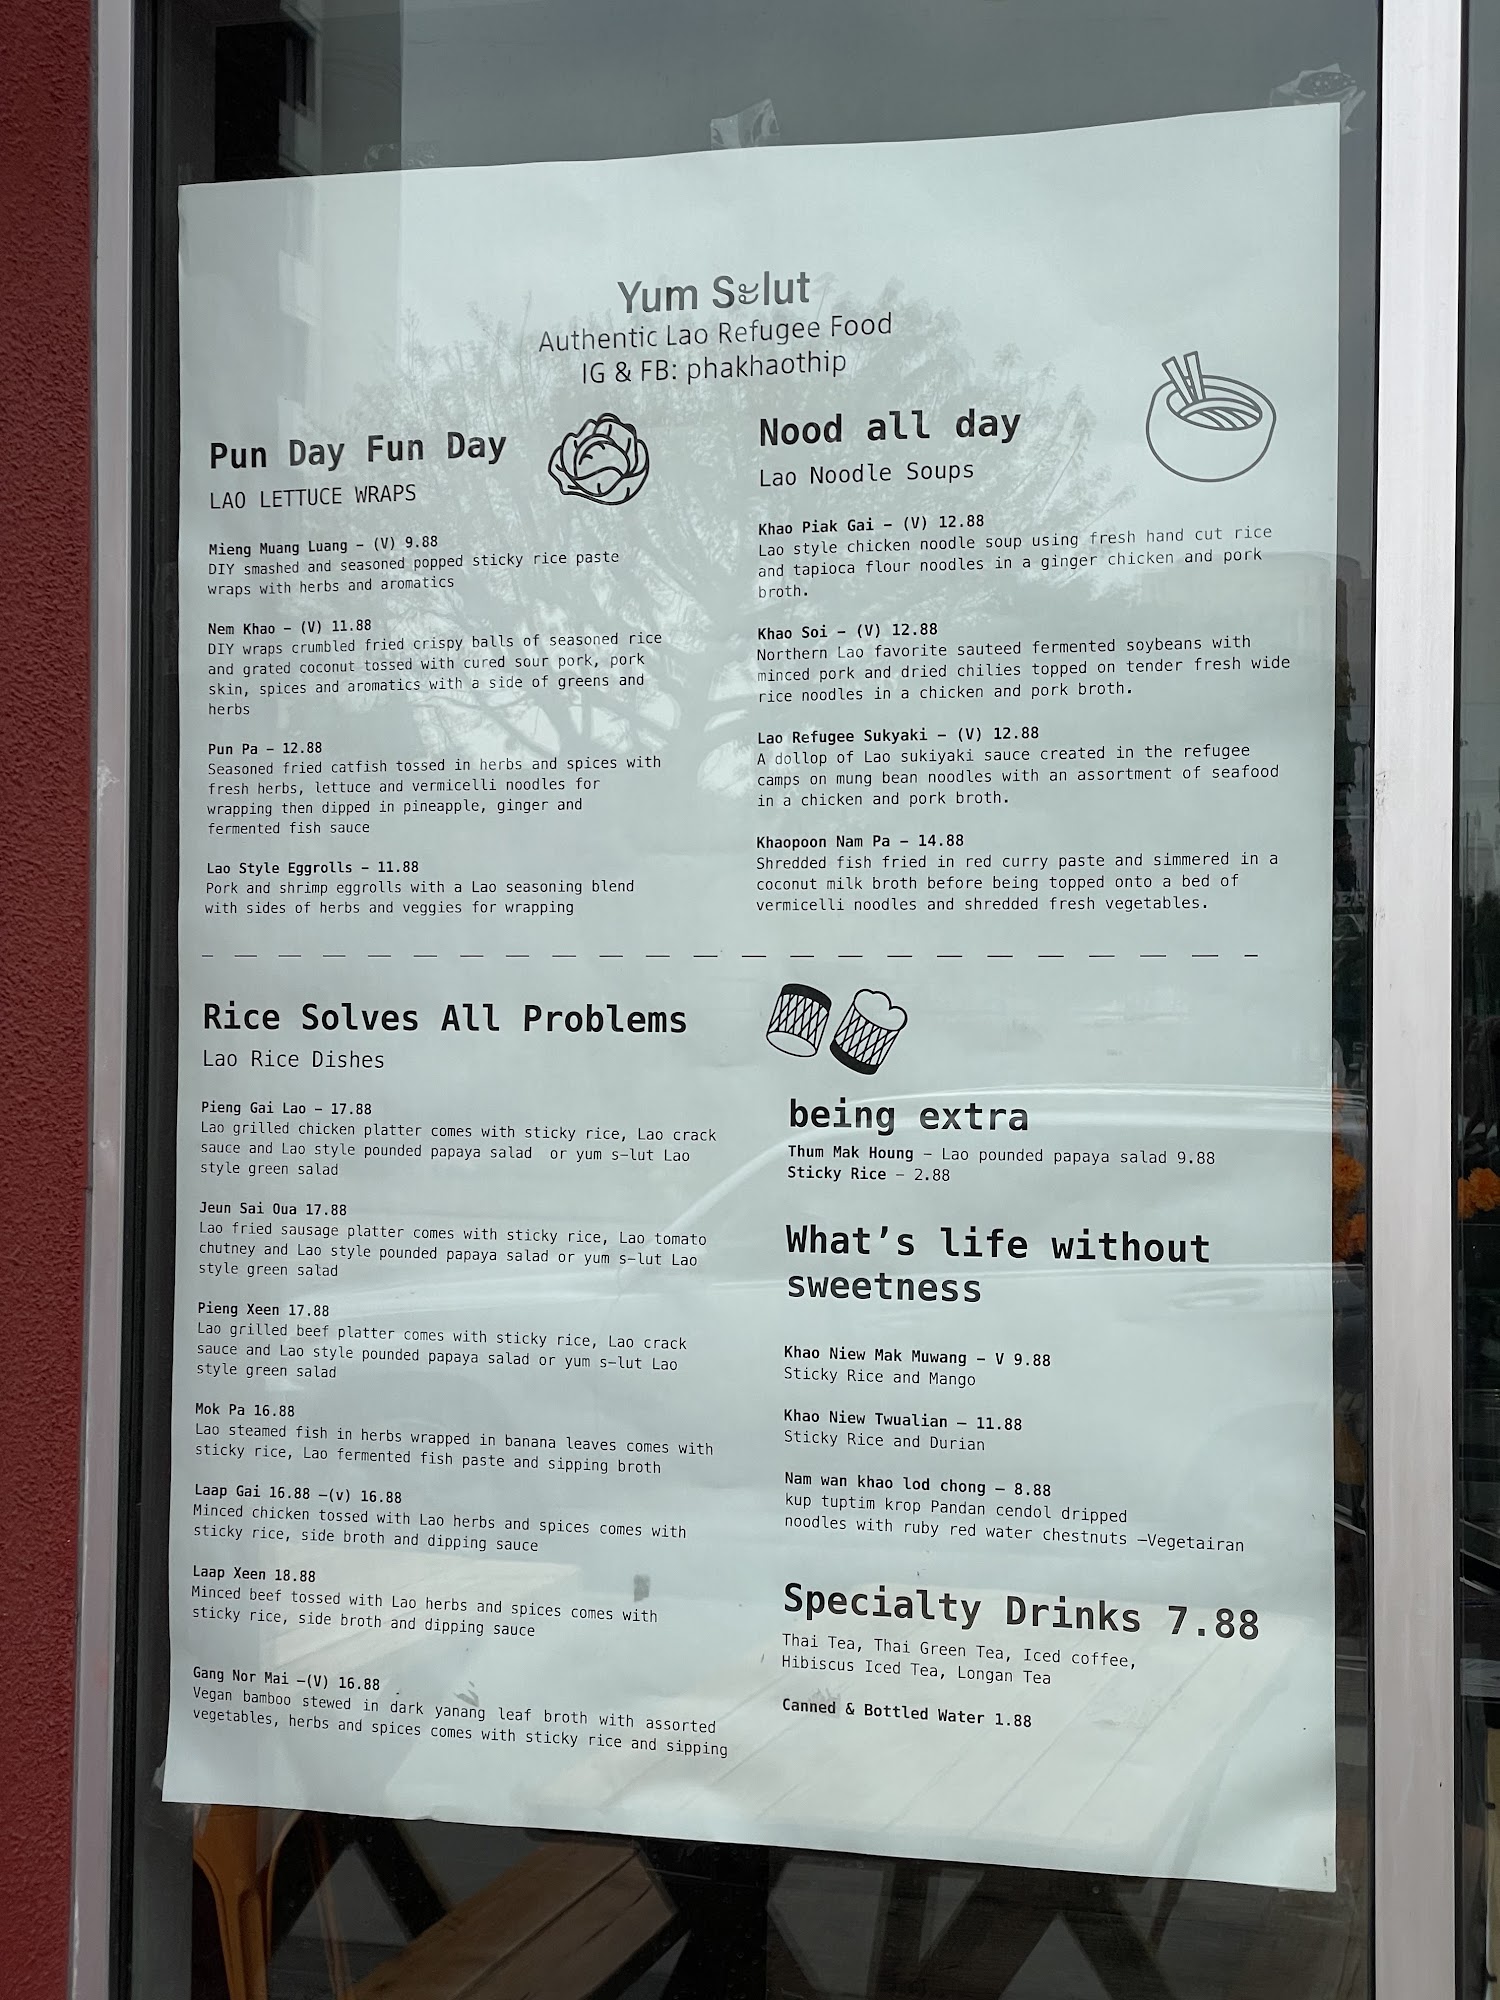 Yum Sະlut
Authentic Lao Refugee Food
IG & FB: phakhaothip
Pun Day Fun Day
LAO LETTUCE WRAPS
Mieng Muang Luang – (V) 9.88
DIY smashed and seasoned popped sticky rice paste
wraps with herbs and aromatics
Nem Khao – (V) 11.88
DIY wraps crumbled fried crispy balls of seasoned rice
and grated coconut tossed with cured sour pork, pork
skin, spices and aromatics with a side of greens and
herbs
Pun Pa – 12.88
Seasoned fried catfish tossed in herbs and spices with
fresh herbs, lettuce and vermicelli noodles for
wrapping then dipped in pineapple, ginger and
fermented fish sauce
Lao Style Eggrolls – 11.88
Pork and shrimp eggrolls with a Lao seasoning blend
with sides of herbs and veggies for wrapping
Nood all day
Lao Noodle Soups
Khao Piak Gai – (V) 12.88
Lao style chicken noodle soup using fresh hand cut rice
and tapioca flour noodles in a ginger chicken and pork
broth.
Khao Soi – (V) 12.88
Northern Lao favorite sauteed fermented soybeans with
minced pork and dried chilies topped on tender fresh wide
rice noodles in a chicken and pork broth.
Lao Refugee Sukyaki – (V) 12.88
A dollop of Lao sukiyaki sauce created in the refugee
camps on mung bean noodles with an assortment of seafood
in a chicken and pork broth.
Khaopoon Nam Pa – 14.88
Shredded fish fried in red curry paste and simmered in a
coconut milk broth before being topped onto a bed of
vermicelli noodles and shredded fresh vegetables.
Rice Solves All Problems
Lao Rice Dishes
Pieng Gai Lao – 17.88
Lao grilled chicken platter comes with sticky rice, Lao crack
sauce and Lao style pounded papaya salad or yum s–lut Lao
style green salad
Jeun Sai Oua 17.88
Lao fried sausage platter comes with sticky rice, Lao tomato
chutney and Lao style pounded papaya salad or yum s–lut Lao
style green salad
Pieng Xeen 17.88
Lao grilled beef platter comes with sticky rice, Lao crack
sauce and Lao style pounded papaya salad or yum s–lut Lao
style green salad
Mok Pa 16.88
Lao steamed fish in herbs wrapped in banana leaves comes with
sticky rice, Lao fermented fish paste and sipping broth
Laap Gai 16.88 –(v) 16.88
Minced chicken tossed with Lao herbs and spices comes with
sticky rice, side broth and dipping sauce
Laap Xeen 18.88
Minced beef tossed with Lao herbs and spices comes with
sticky rice, side broth and dipping sauce
Gang Nor Mai –(V) 16.88
Vegan bamboo stewed in dark yanang leaf broth with assorted
vegetables, herbs and spices comes with sticky rice and sipping
being extra
Thum Mak Houng – Lao pounded papaya salad 9.88
Sticky Rice – 2.88
What's life without
sweetness
Khao Niew Mak Muwang – V 9.88
Sticky Rice and Mango
Khao Niew Twualian – 11.88
Sticky Rice and Durian
Nam wan khao lod chong – 8.88
kup tuptim krop Pandan cendol dripped
noodles with ruby red water chestnuts –Vegetairan
Specialty Drinks 7.88
Thai Tea, Thai Green Tea, Iced coffee,
Hibiscus Iced Tea, Longan Tea
Canned & Bottled Water 1.88